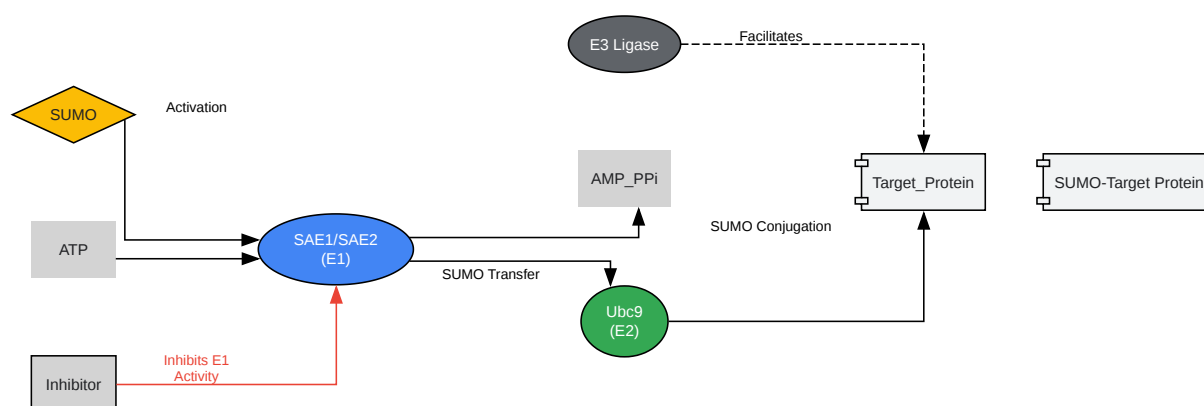 E3 Ligase
Facilitates
SUMO
Activation
AMP_PPi
Target_Protein
SUMO-Target Protein
ATP
SAE1/SAE2
(E1)
SUMO Conjugation
SUMO Transfer
Ubc9
(E2)
Inhibits E1
Activity
Inhibitor